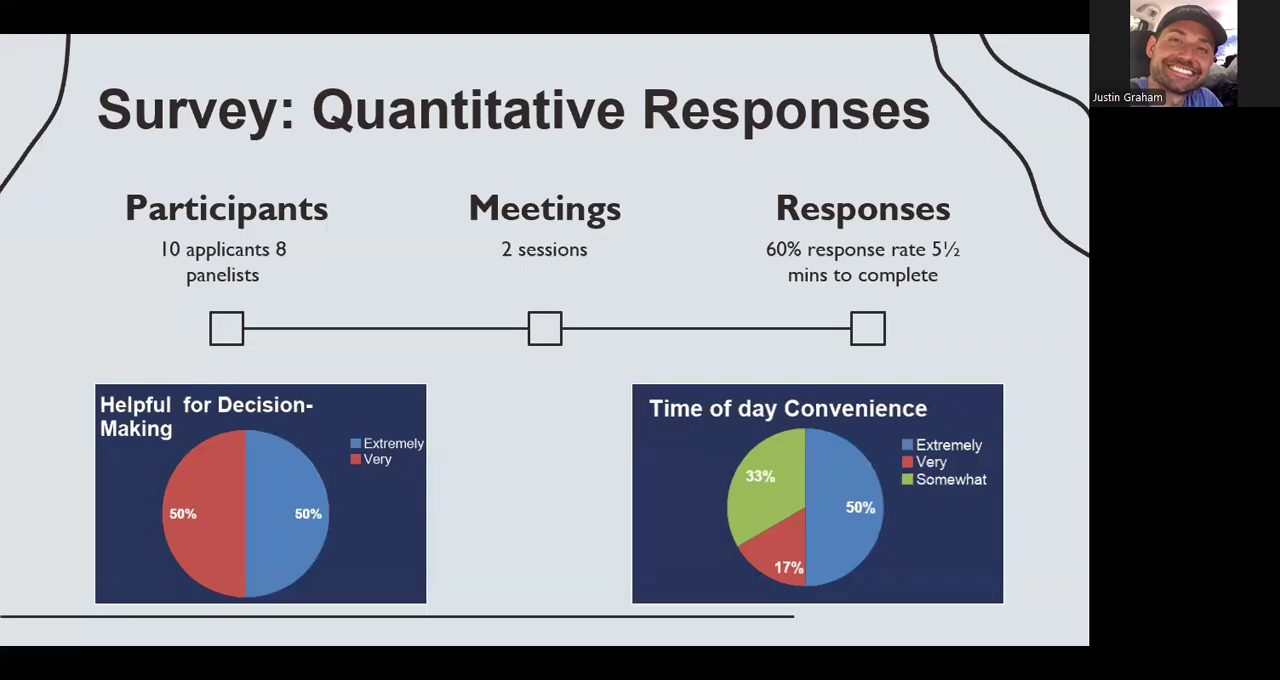 Survey: Quantitative Responses
Participants
10 applicants 8
panelists
Meetings
2 sessions
Responses
60% response rate 5½
mins to complete
Helpful  for Decision-
Making
Extremely
Very
50%
50%
Time of day Convenience
Extremely
Very
Somewhat
33%
50%
17%
Justin Graham